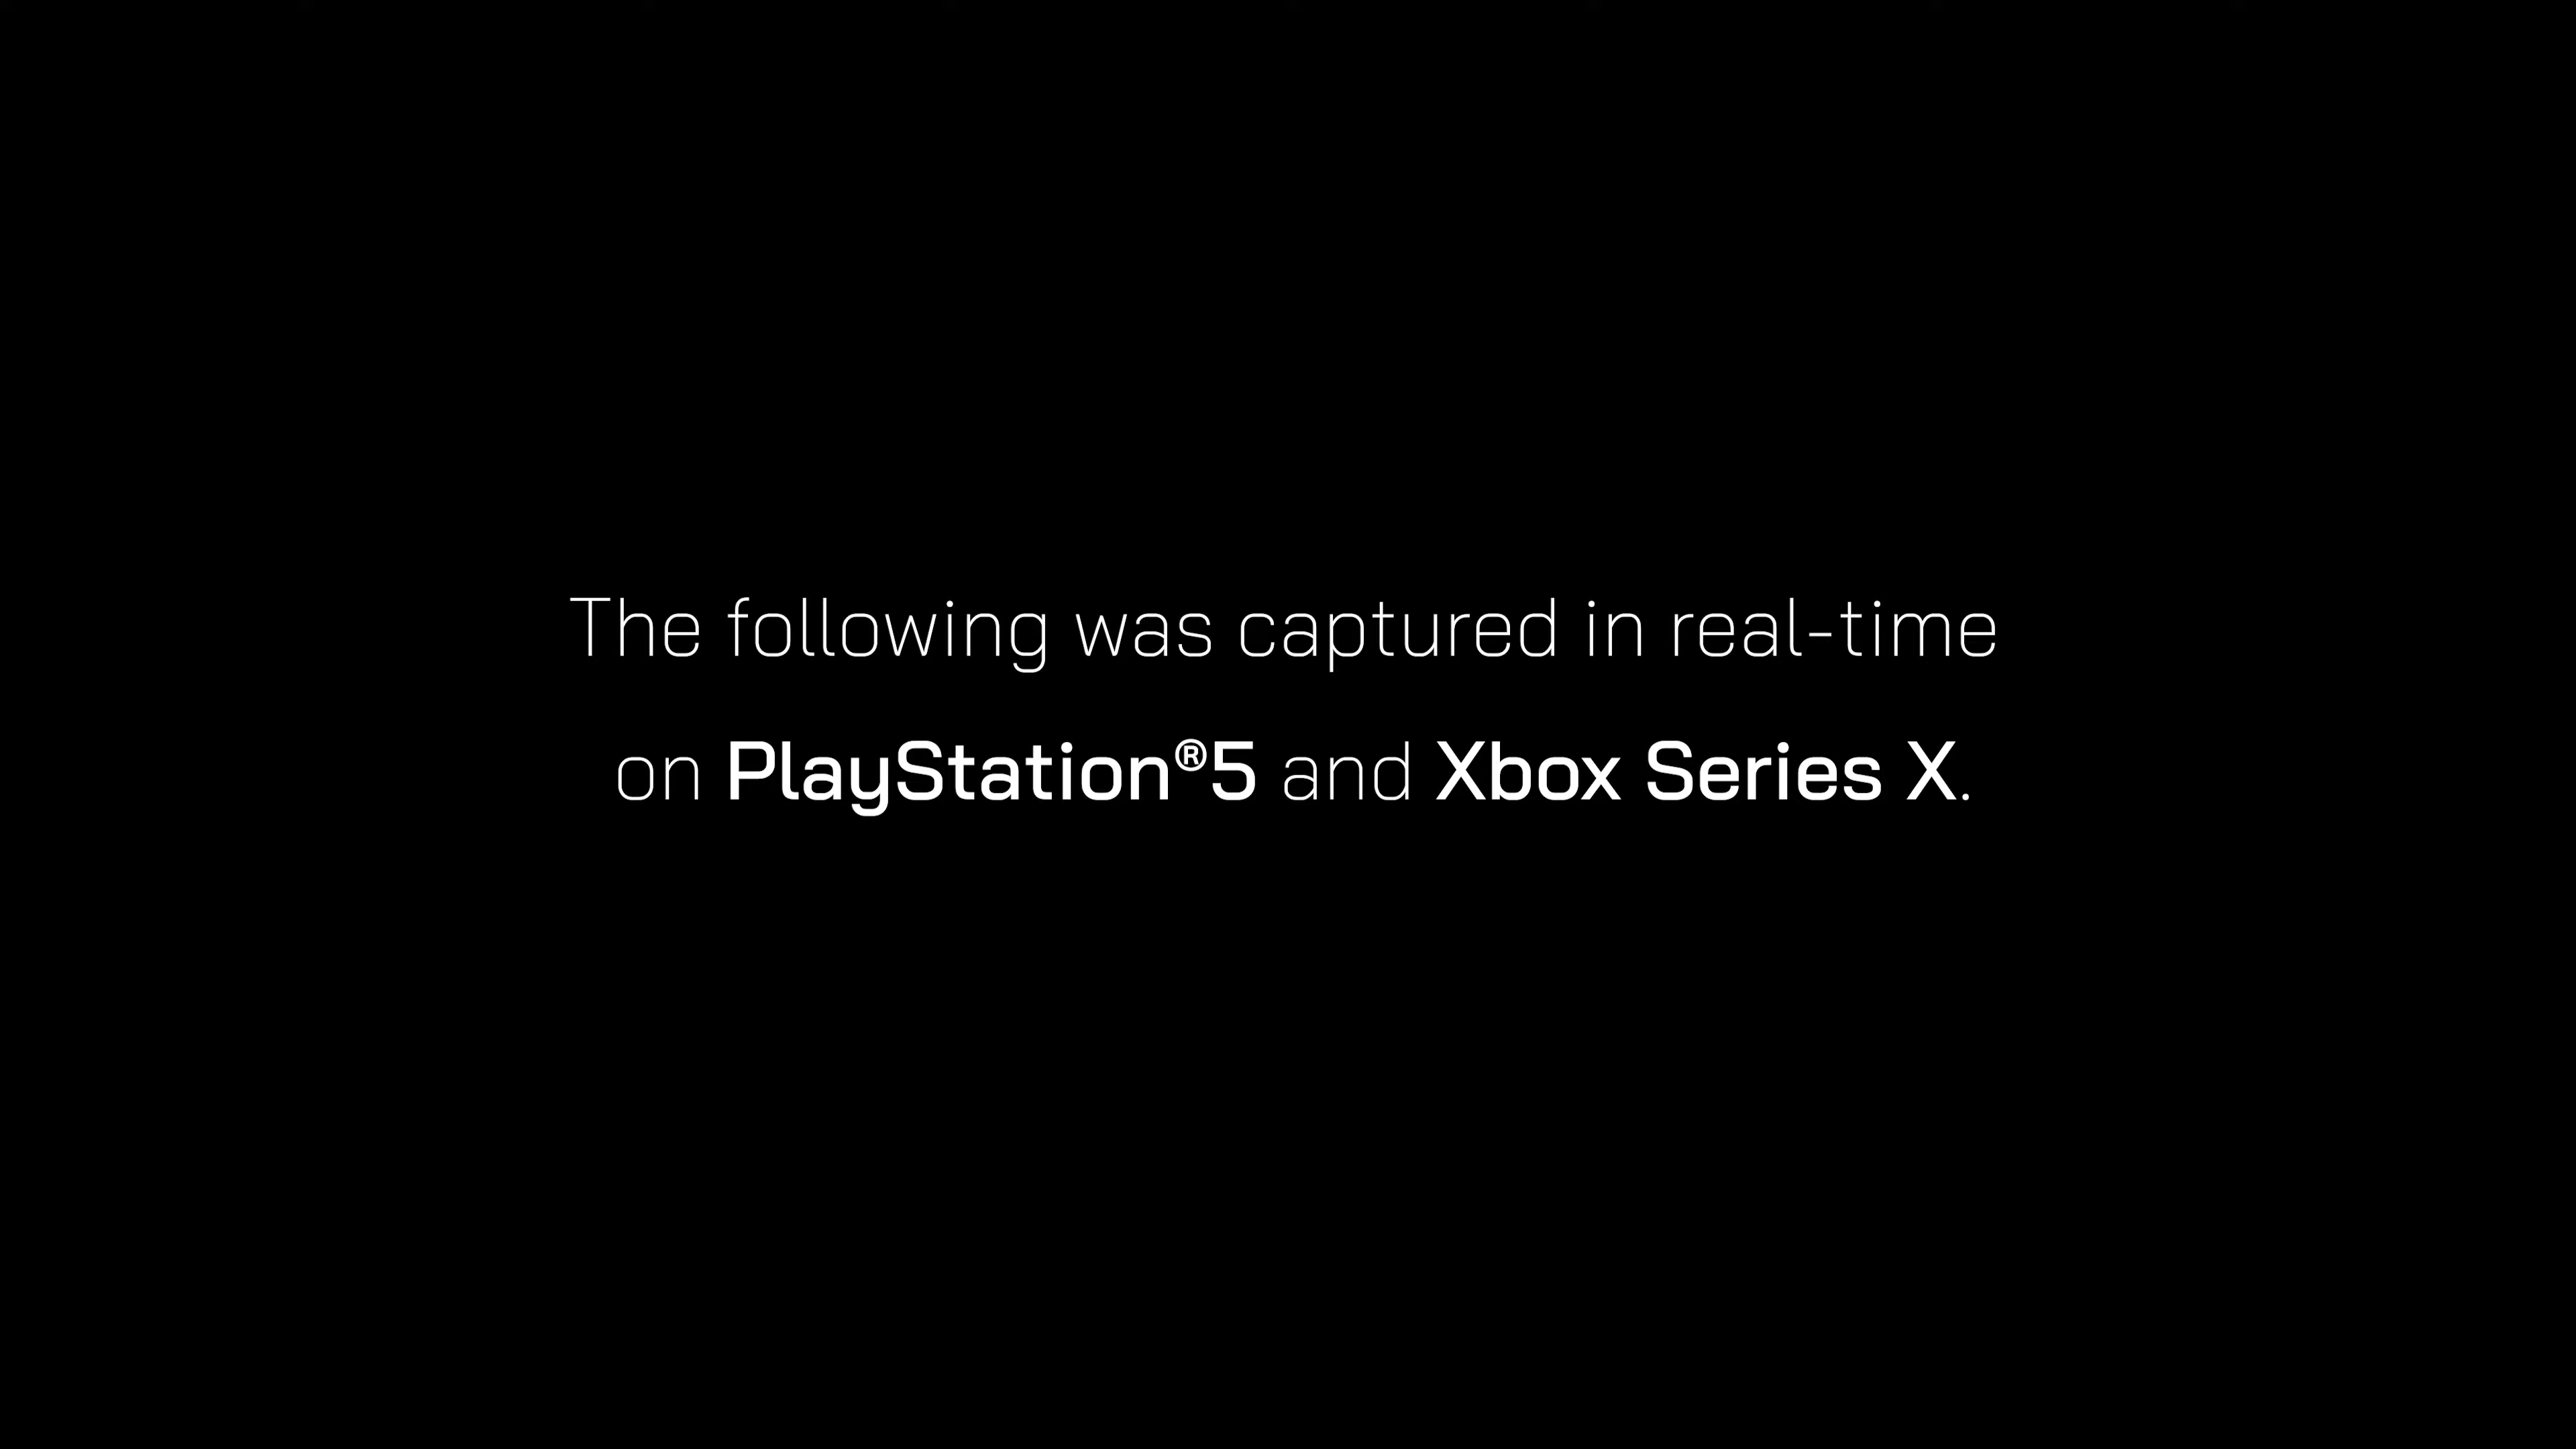 The following was captured in real-time
on PlayStation®5 and Xbox Series X.